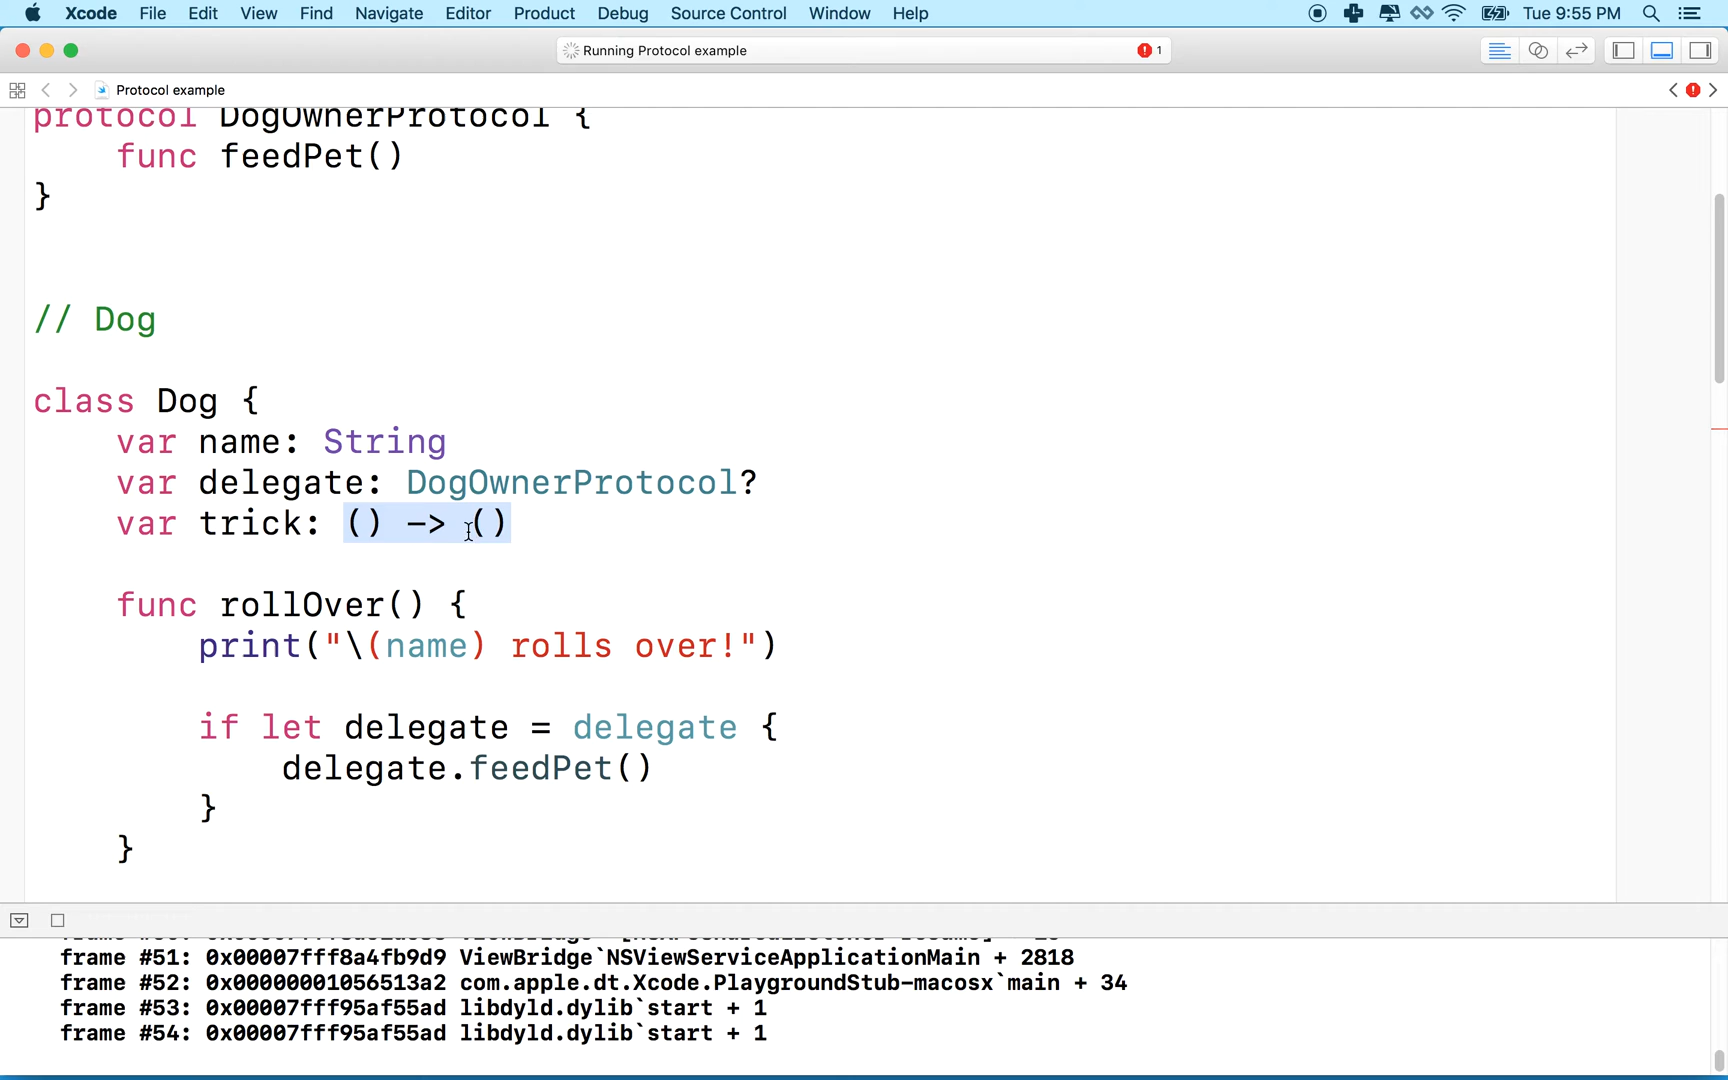 Xcode File Edit View Find Navigate Editor Product Debug Source Control Window Help Tue 9:55 PM
Running Protocol example 1
Protocol example
protocol DogOwnerProtocol {
func feedPet()
}
// Dog
class Dog {
var name: String
var delegate: DogOwnerProtocol?
var trick: () -> ()
func rollOver() {
print("\(name) rolls over!")
if let delegate = delegate {
delegate.feedPet()
}
}
frame #51: 0x00007fff8a4fb9d9 ViewBridge`NSViewServiceApplicationMain + 2818
frame #52: 0x00000001056513a2 com.apple.dt.Xcode.PlaygroundStub-macosx`main + 34
frame #53: 0x00007fff95af55ad libdyld.dylib`start + 1
frame #54: 0x00007fff95af55ad libdyld.dylib`start + 1